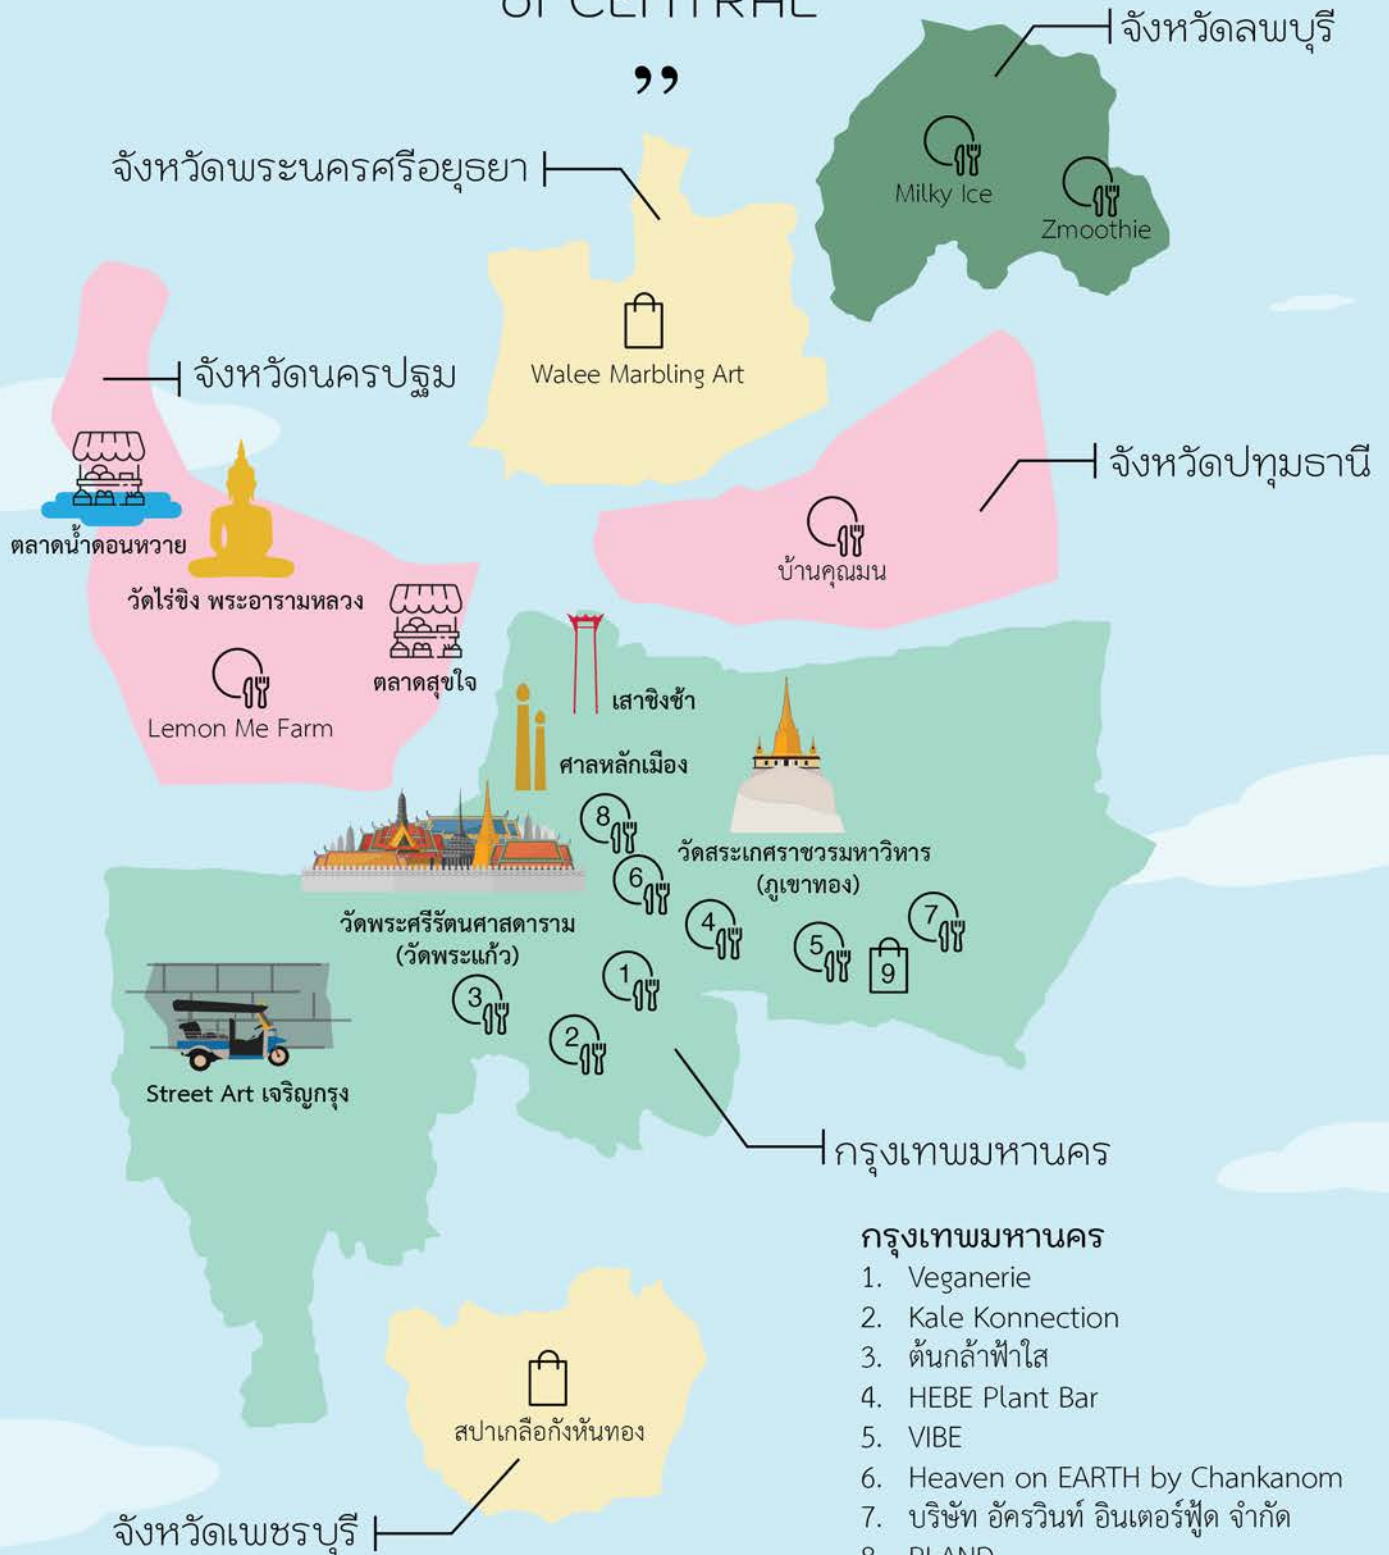 of CENTRAL
”
จังหวัดลพบุรี
จังหวัดพระนครศรีอยุธยา
Milky Ice
Zmoothie
จังหวัดนครปฐม
Walee Marbling Art
จังหวัดปทุมธานี
ตลาดน้ำดอนหวาย
บ้านคุณมน
วัดไร่ขิง พระอารามหลวง
ตลาดสุขใจ
เสาชิงช้า
Lemon Me Farm
ศาลหลักเมือง
8
วัดสระเกศราชวรมหาวิหาร
(ภูเขาทอง)
6
วัดพระศรีรัตนศาสดาราม
(วัดพระแก้ว)
4
7
5
9
1
3
2
Street Art เจริญกรุง
กรุงเทพมหานคร
กรุงเทพมหานคร
1. Veganerie
2. Kale Konnection
3. ต้นกล้าฟ้าใส
4. HEBE Plant Bar
5. VIBE
6. Heaven on EARTH by Chankanom
7. บริษัท อัครวินท์ อินเตอร์ฟู้ด จำกัด
8. PLAND
สปาเกลือกังหันทอง
จังหวัดเพชรบุรี